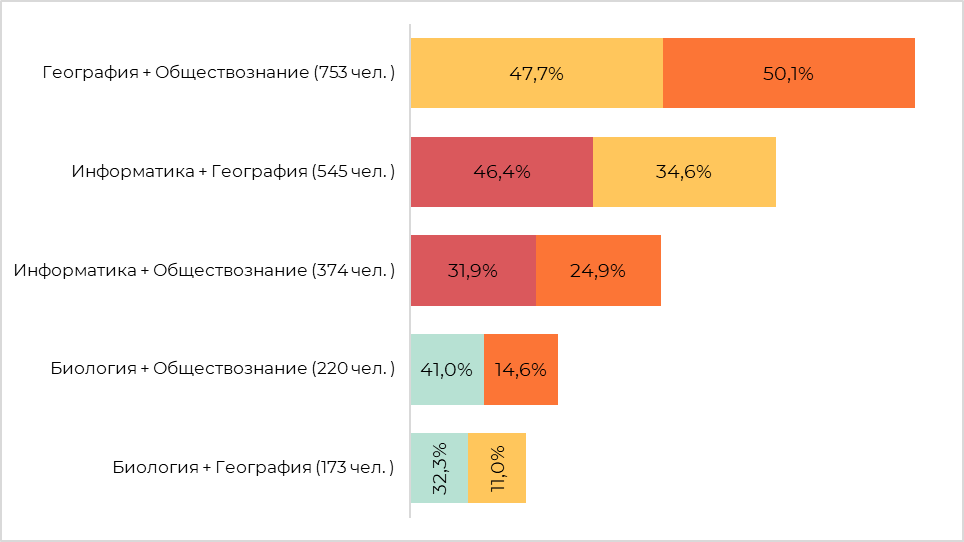 География + Обществознание (753 чел. )
47,7%
50,1%
Информатика + География (545 чел. )
46,4%
34,6%
Информатика + Обществознание (374 чел. )
31,9%
24,9%
Биология + Обществознание (220 чел. )
41,0%
14,6%
Биология + География (173 чел. )
32,3%
11,0%